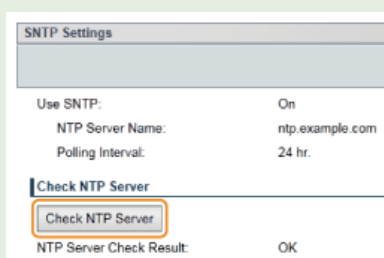 SNTP Settings
Use SNTP: On
NTP Server Name: ntp.example.com
Polling Interval: 24 hr.
Check NTP Server
Check NTP Server
NTP Server Check Result: OK